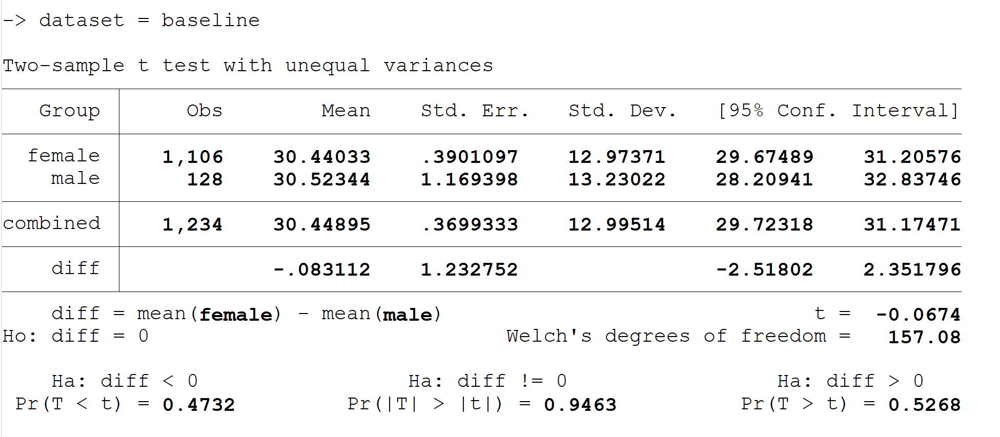 -> dataset = baseline
Two-sample t test with unequal variances
Group Obs Mean Std. Err. Std. Dev. [95% Conf. Interval]
female 1,106 30.44033 .3901097 12.97371 29.67489 31.20576
male 128 30.52344 1.169398 13.23022 28.20941 32.83746
combined 1,234 30.44895 .3699333 12.99514 29.72318 31.17471
diff -.083112 1.232752 -2.51802 2.351796
diff = mean(female) - mean(male) t = -0.0674
Ho: diff = 0 Welch's degrees of freedom = 157.08
Ha: diff < 0 Ha: diff != 0 Ha: diff > 0
Pr(T < t) = 0.4732 Pr(|T| > |t|) = 0.9463 Pr(T > t) = 0.5268